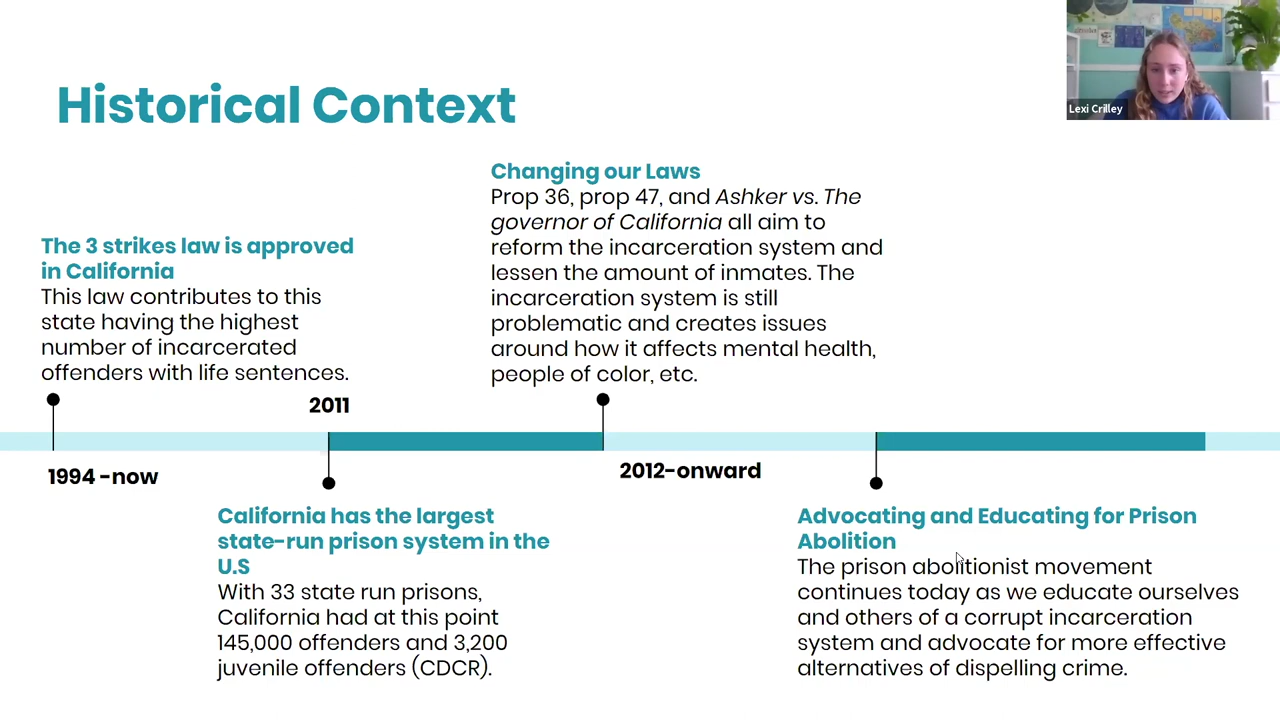 Historical Context
Lexi Crilley
The 3 strikes law is approved
in California
This law contributes to this
state having the highest
number of incarcerated
offenders with life sentences.
1994 -now
2011
California has the largest
state-run prison system in the
U.S
With 33 state run prisons,
California had at this point
145,000 offenders and 3,200
juvenile offenders (CDCR).
Changing our Laws
Prop 36, prop 47, and Ashker vs. The
governor of California all aim to
reform the incarceration system and
lessen the amount of inmates. The
incarceration system is still
problematic and creates issues
around how it affects mental health,
people of color, etc.
2012-onward
Advocating and Educating for Prison
Abolition
The prison abolitionist movement
continues today as we educate ourselves
and others of a corrupt incarceration
system and advocate for more effective
alternatives of dispelling crime.